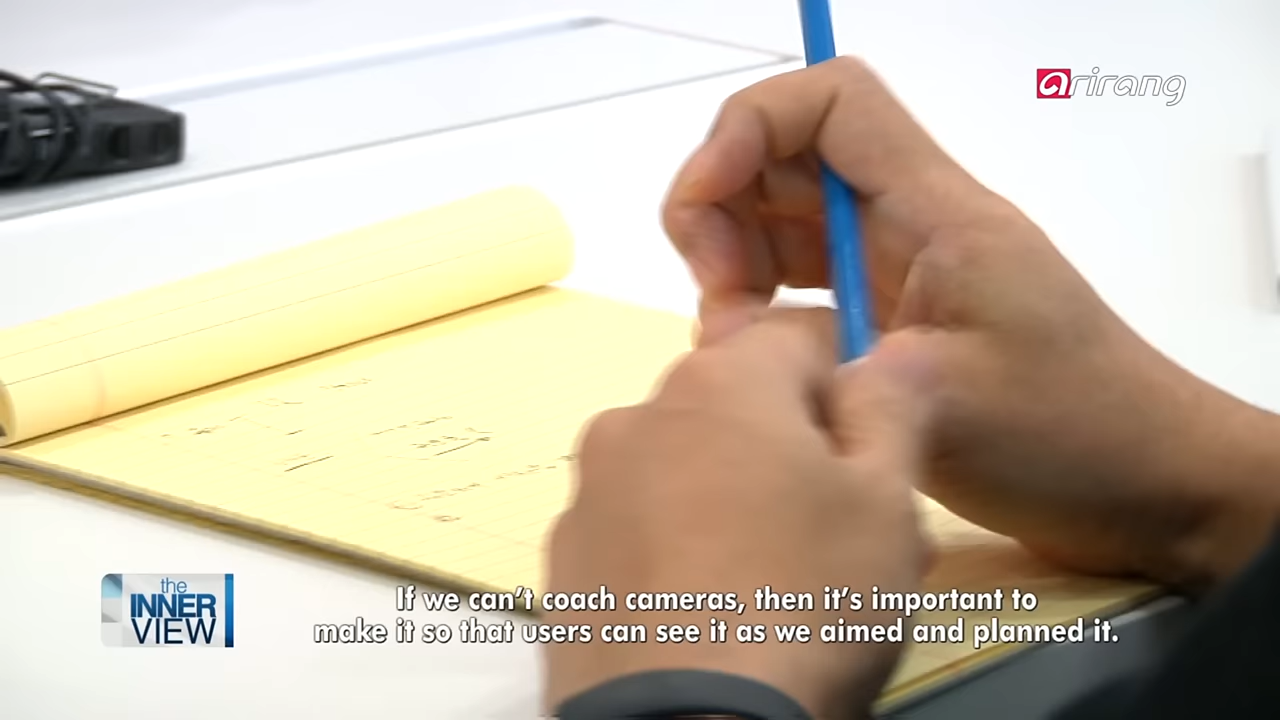 arirang
the
INNER
VIEW
If we can't coach cameras, then it's important to
make it so that users can see it as we aimed and planned it.